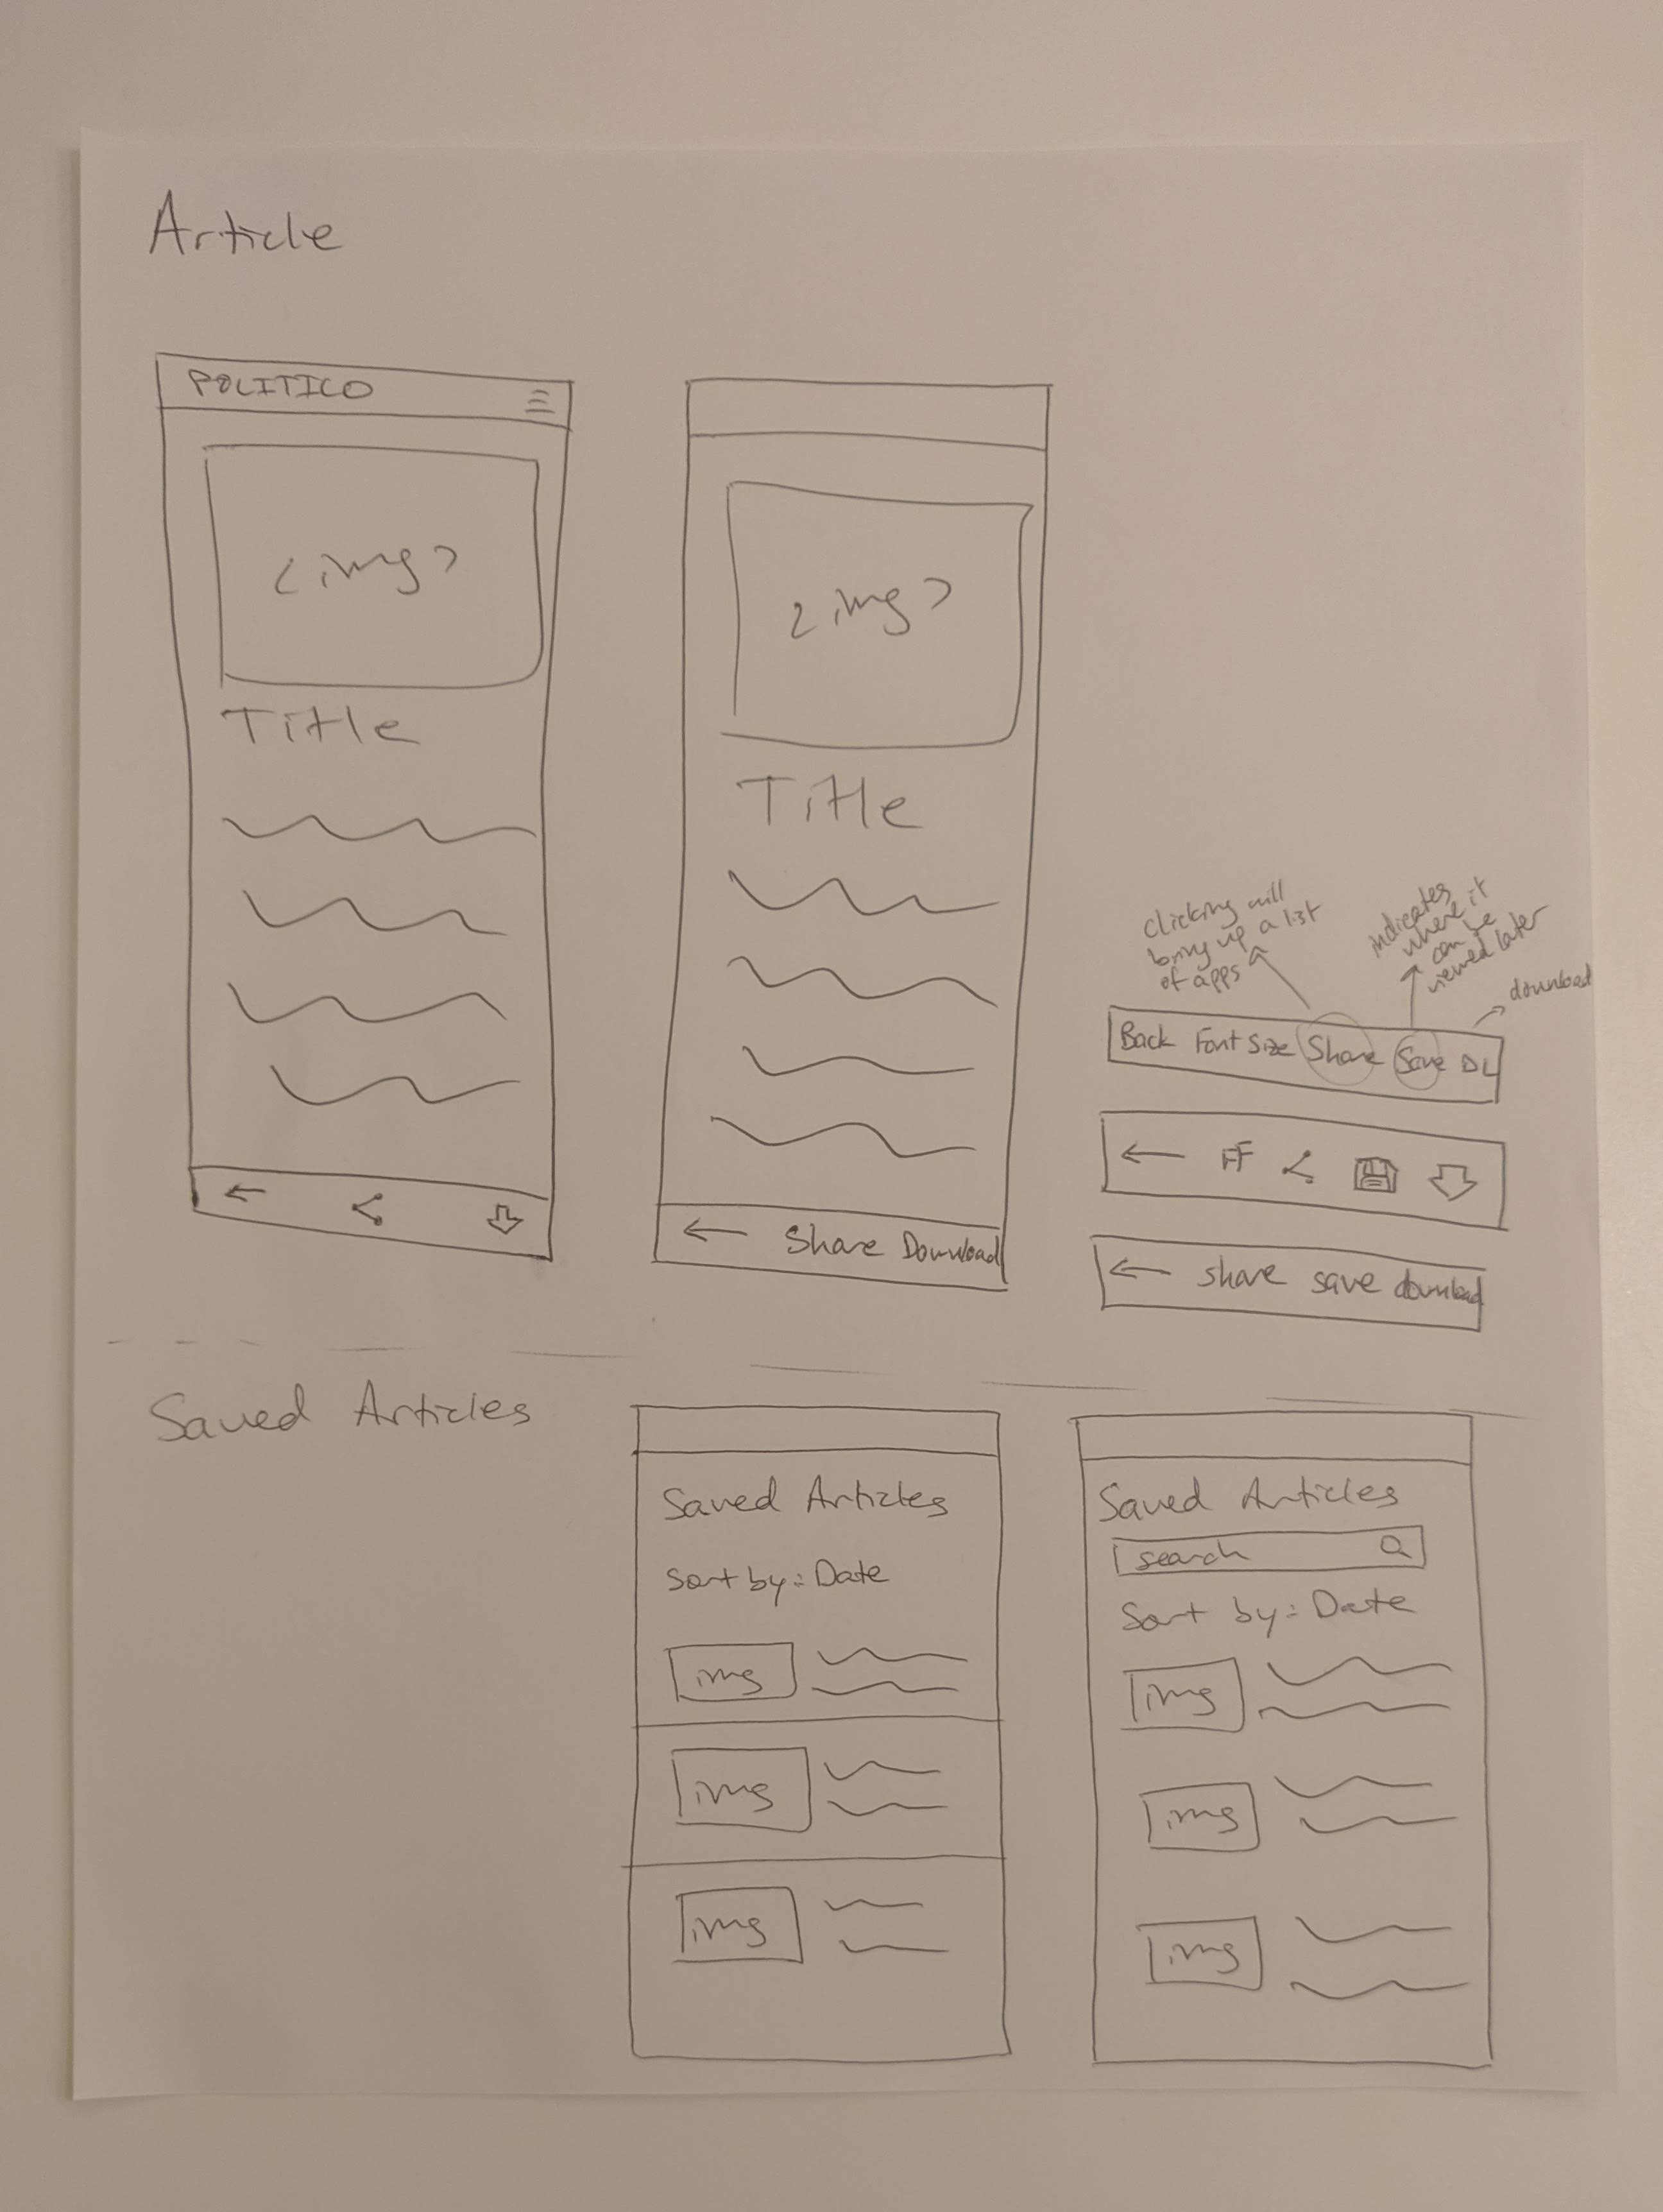 Article
POLITICO
<img>
Title
<img>
Title
Share Download
clicking will
bring up a list
of apps
indicates
where it
can be
viewed later
download
Back Font Size Share Save DL
FF
share save download
Saved Articles
Saved Articles
Sort by: Date
img
img
img
Saved Articles
search
Sort by: Date
img
img
img